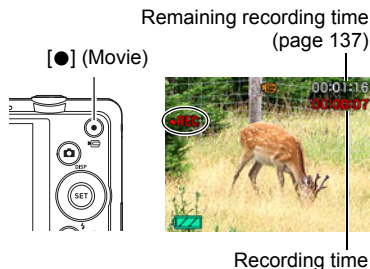 Remaining recording time
(page 137)
[●] (Movie)
00:01:16
●REC
00:00:07
DISP
SET
Recording time